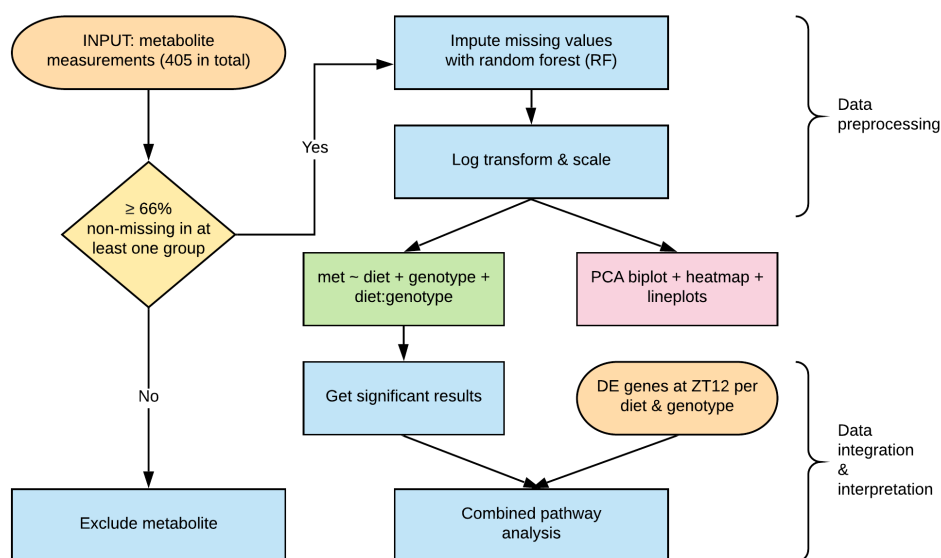 INPUT: metabolite
measurements (405 in total)
Impute missing values
with random forest (RF)
Data
preprocessing
Yes
Log transform & scale
≥ 66%
non-missing in at
least one group
met ~ diet + genotype +
diet:genotype
PCA biplot + heatmap +
lineplots
No
Get significant results
DE genes at ZT12 per
diet & genotype
Data
integration
&
interpretation
Exclude metabolite
Combined pathway
analysis